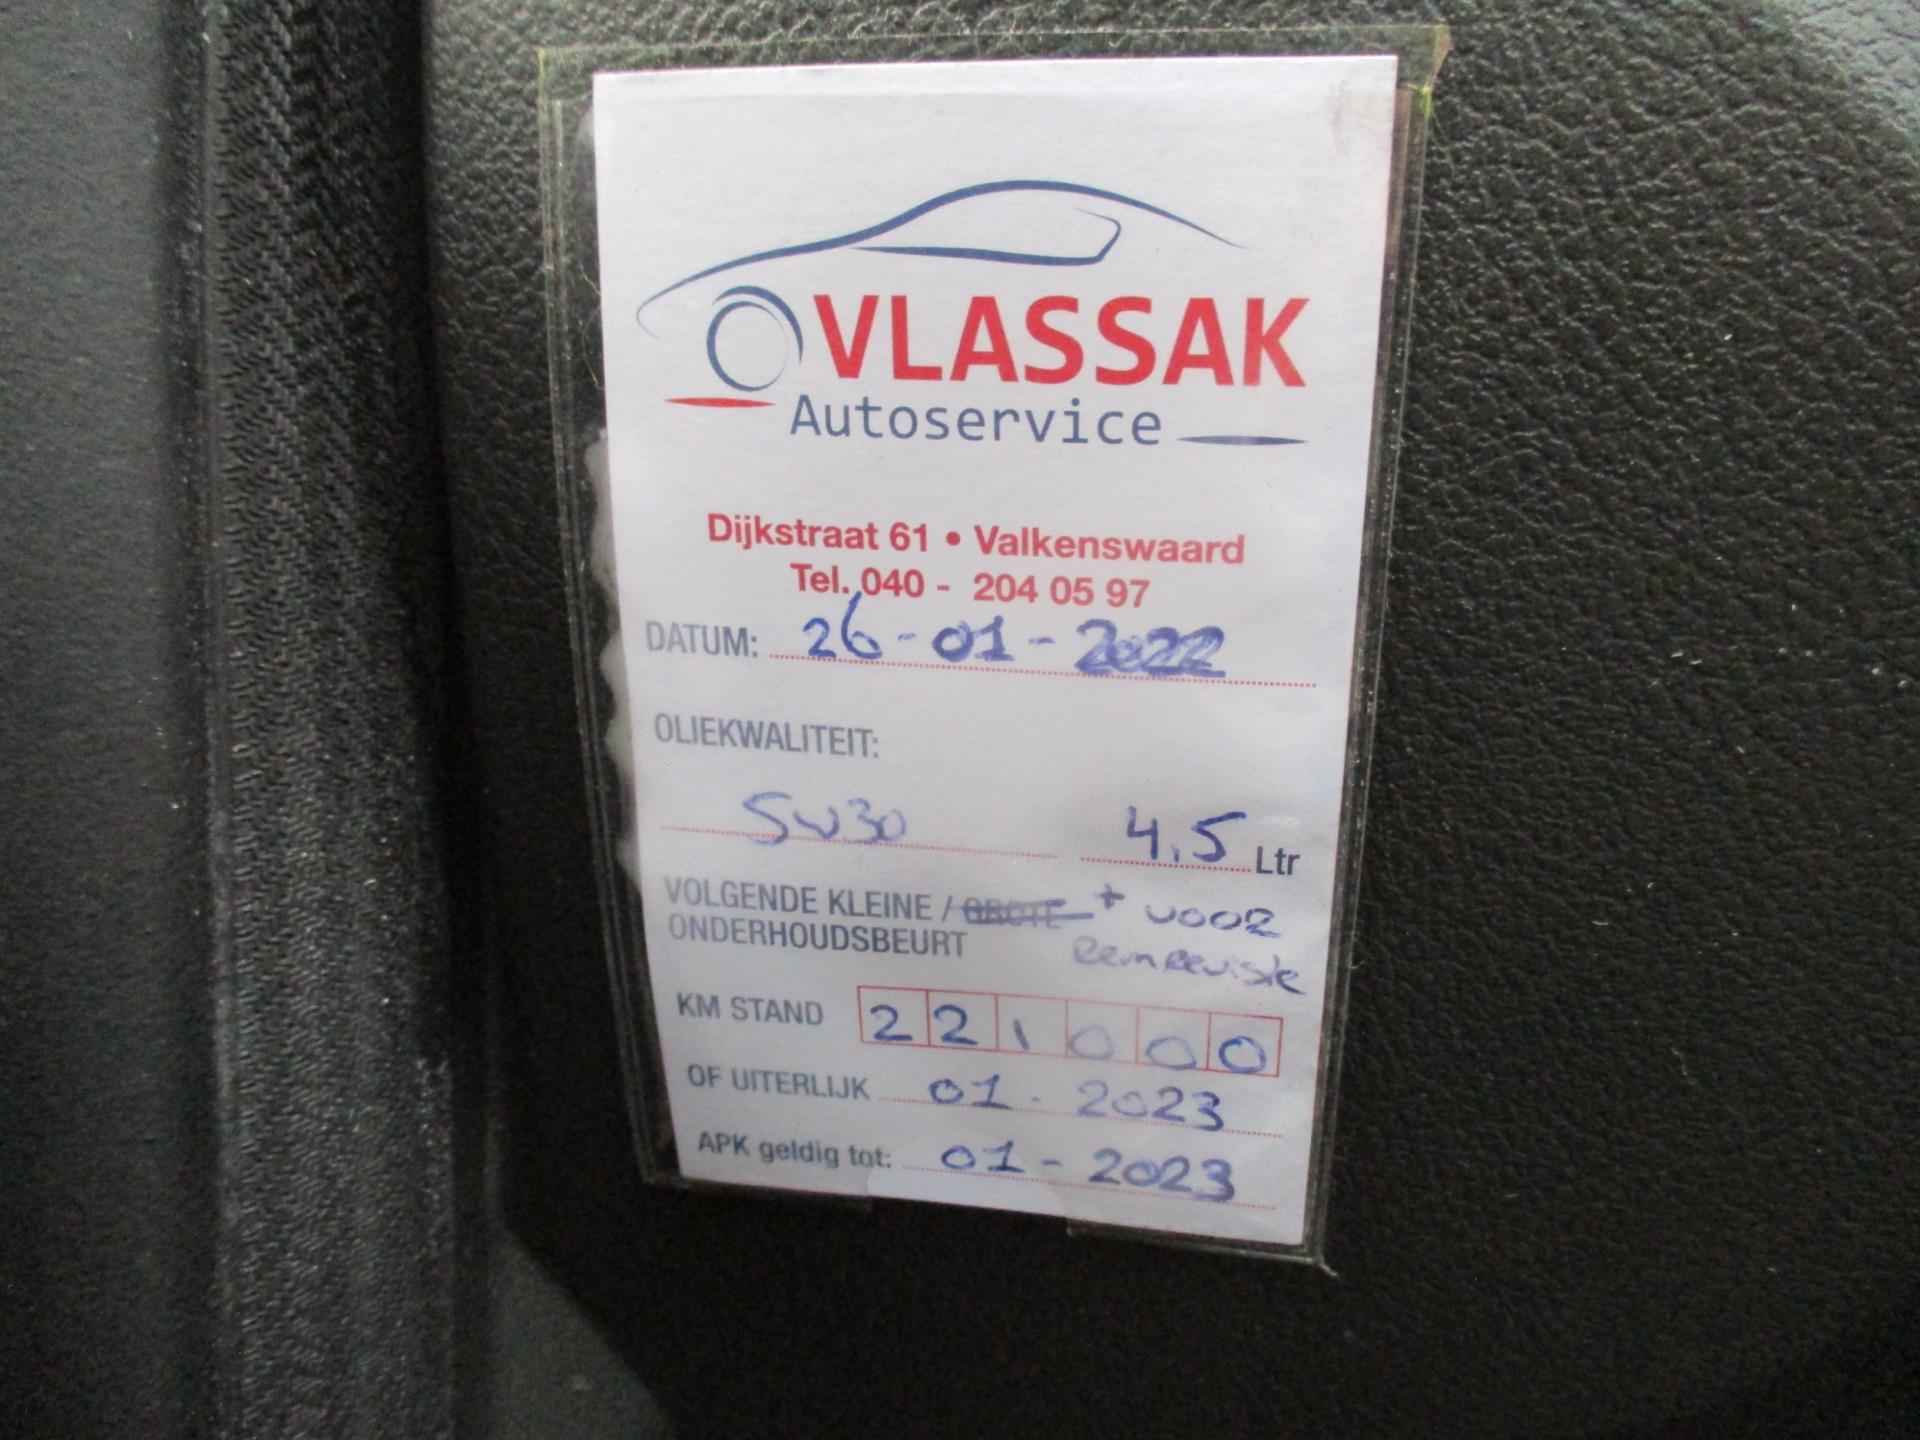 VLASSAK
Autoservice
Dijkstraat 61 • Valkenswaard
Tel. 040 - 204 05 97
DATUM: 26-01-2022
OLIEKWALITEIT:
5w30 4.5 Ltr
VOLGENDE KLEINE / GROTE + voor
ONDERHOUDSBEURT Remrevisie
KM STAND 221000
OF UITERLIJK 01-2023
APK geldig tot: 01-2023